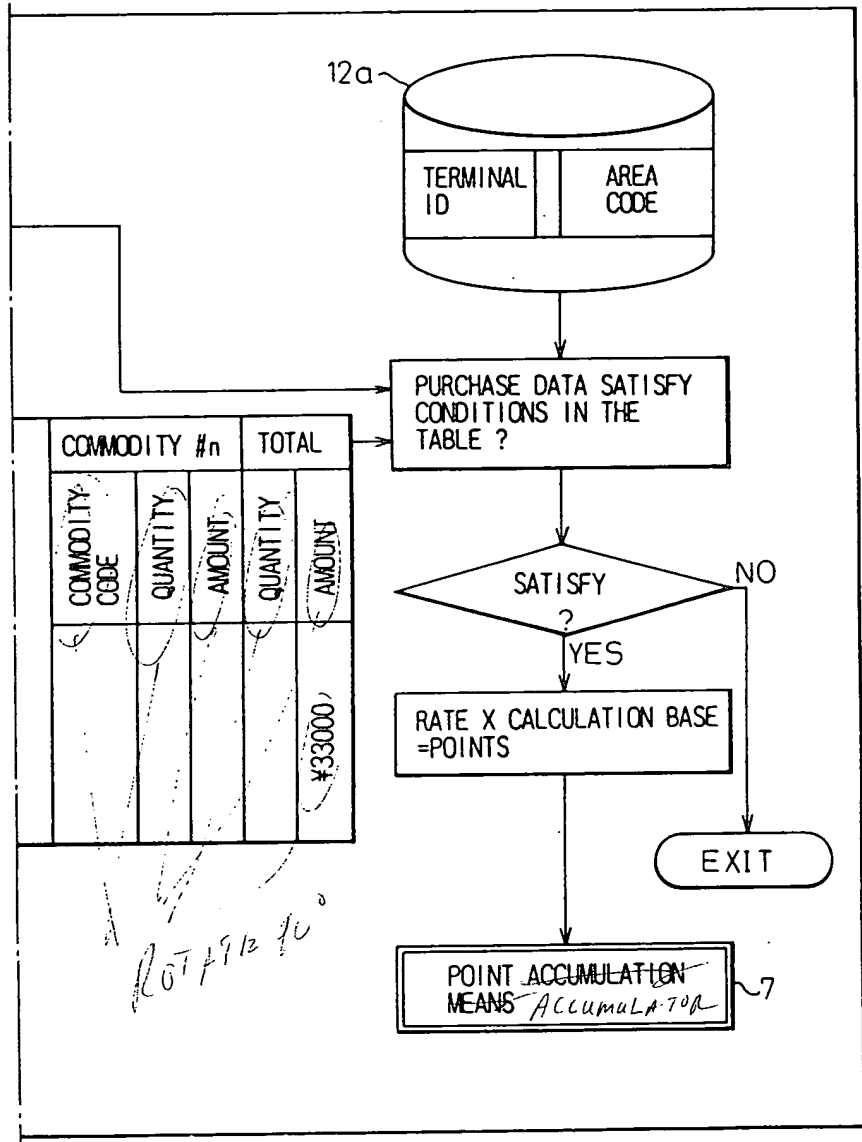 12a
TERMINAL
ID
AREA
CODE
PURCHASE DATA SATISFY
CONDITIONS IN THE
TABLE ?
COMMODITY #n
TOTAL
COMMODITY
CODE
QUANTITY
AMOUNT
QUANTITY
AMOUNT
¥33000
SATISFY
?
NO
YES
RATE X CALCULATION BASE
=POINTS
EXIT
POINT ACCUMULATION
MEANS ACCUMULATOR
7